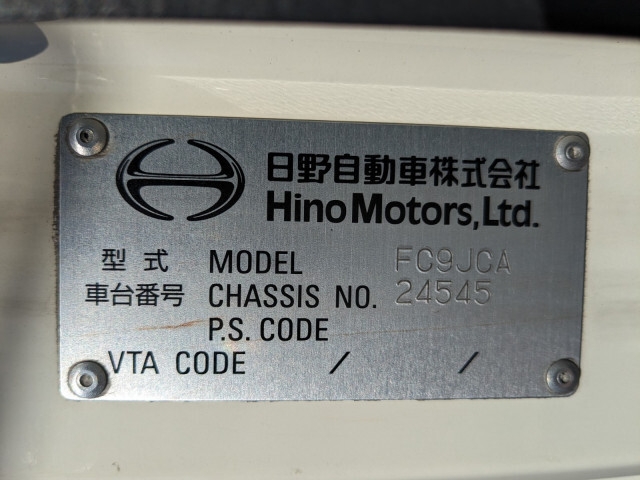 日野自動車株式会社
Hino Motors, Ltd.
型式 MODEL FC9JCA
車台番号 CHASSIS NO. 24545
P.S. CODE
VTA CODE / /